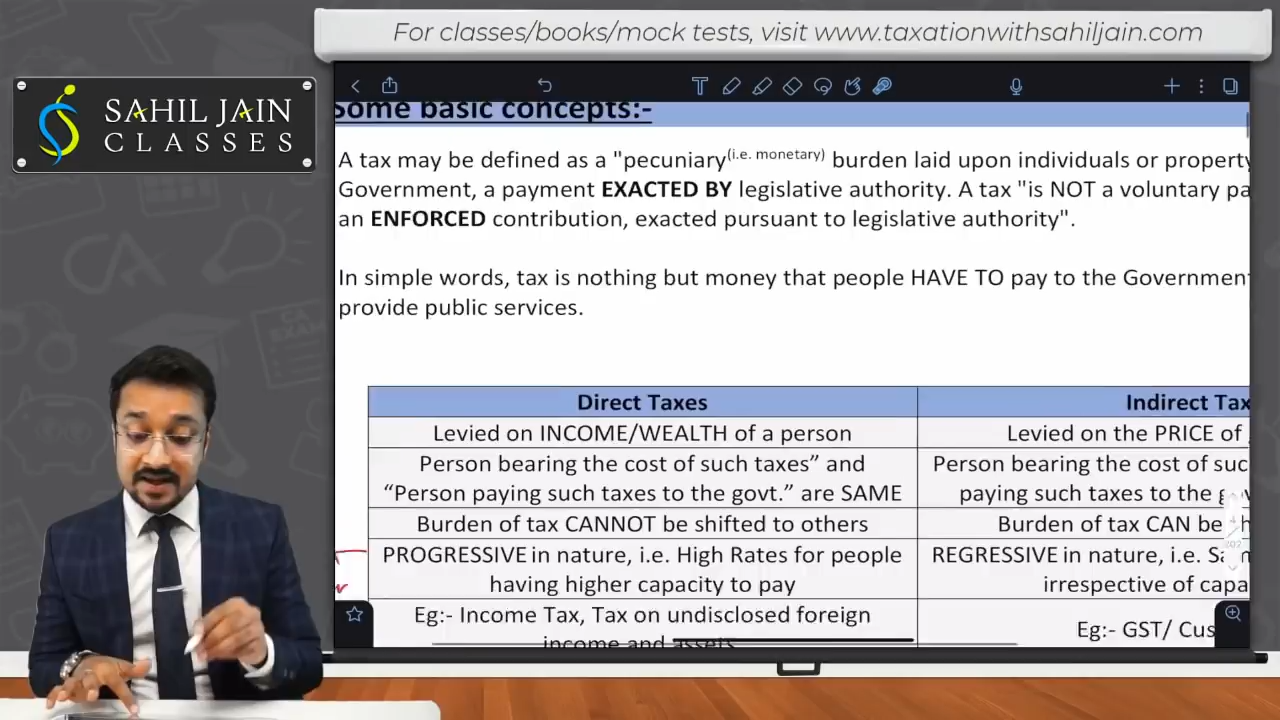 For classes/books/mock tests, visit www.taxationwithsahiljain.com
SAHIL JAIN
CLASSES
Some basic concepts:-
A tax may be defined as a "pecuniary(i.e. monetary) burden laid upon individuals or property
Government, a payment EXACTED BY legislative authority. A tax "is NOT a voluntary pa
an ENFORCED contribution, exacted pursuant to legislative authority".
In simple words, tax is nothing but money that people HAVE TO pay to the Government
provide public services.
Direct Taxes
Indirect Tax
Levied on INCOME/WEALTH of a person
Levied on the PRICE of
Person bearing the cost of such taxes” and
“Person paying such taxes to the govt.” are SAME
Person bearing the cost of suc
paying such taxes to the
Burden of tax CANNOT be shifted to others
Burden of tax CAN be
PROGRESSIVE in nature, i.e. High Rates for people
having higher capacity to pay
REGRESSIVE in nature, i.e.
irrespective of capa
Eg:- Income Tax, Tax on undisclosed foreign
income and assets
Eg:- GST/ Cus